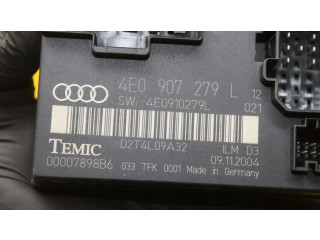 4E0 907 279 L 12
SW: 4E0910279L 021
D2T4L09A32 ILM D3
TEMIC 09.11.2004
00007898B6 033 TFK 0001 Made in Germany